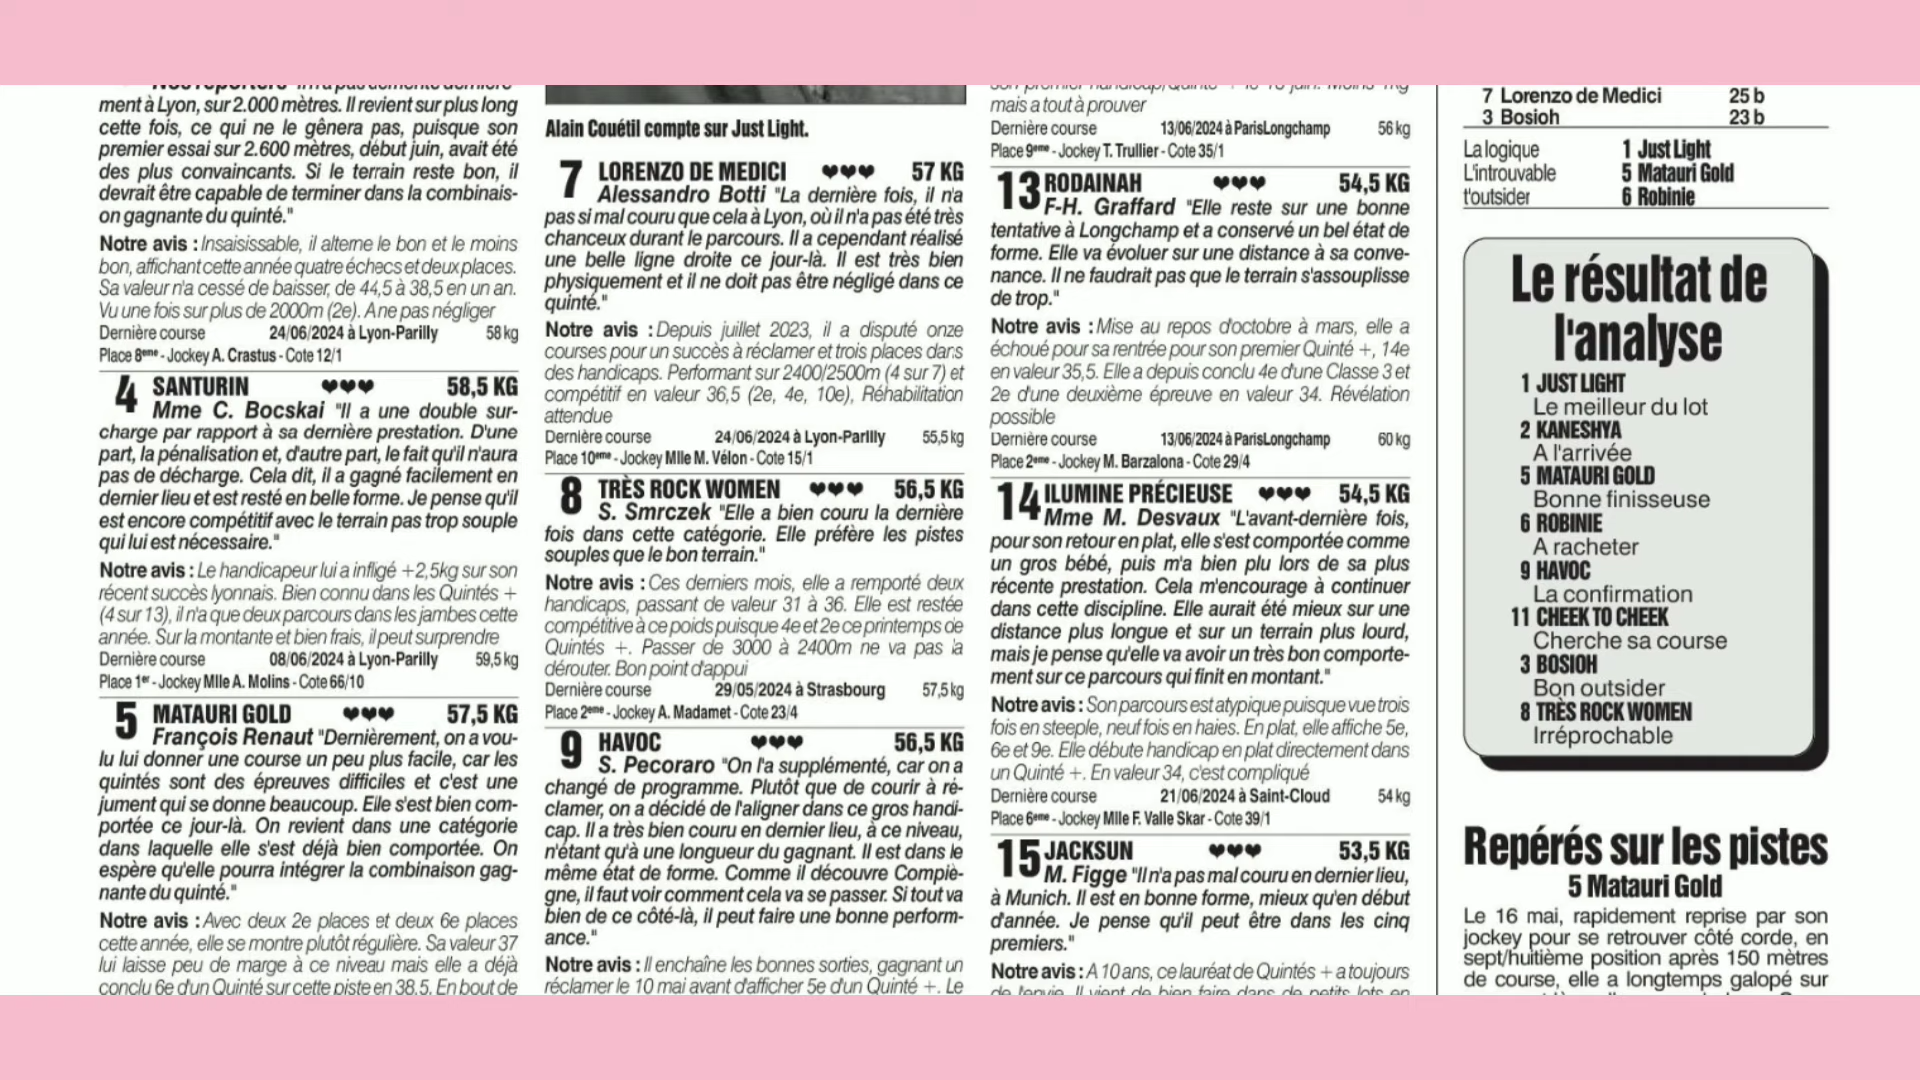 ment à Lyon, sur 2.000 mètres. Il revient sur plus long
cette fois, ce qui ne le gênera pas, puisque son
premier essai sur 2.600 mètres, début juin, avait été
des plus convaincants. Si le terrain reste bon, il
devrait être capable de terminer dans la combinais-
on gagnante du quinté."
Notre avis : Insaisissable, il alterne le bon et le moins
bon, affichant cette année quatre échecs et deux places.
Sa valeur n'a cessé de baisser, de 44,5 à 38,5 en un an.
Vu une fois sur plus de 2000m (2e). A ne pas négliger
Dernière course 24/06/2024 à Lyon-Parilly 58 kg
Place 8eme - Jockey A. Crastus - Cote 12/1
4 SANTURIN ♥♥♥ 58,5 KG
Mme C. Bocskai "Il a une double sur-
charge par rapport à sa dernière prestation. D'une
part, la pénalisation et, d'autre part, le fait qu'il n'aura
pas de décharge. Cela dit, il a gagné facilement en
dernier lieu et est resté en belle forme. Je pense qu'il
est encore compétitif avec le terrain pas trop souple
qui lui est nécessaire."
Notre avis : Le handicapeur lui a infligé +2,5kg sur son
récent succès lyonnais. Bien connu dans les Quintés +
(4 sur 13), il n'a que deux parcours dans les jambes cette
année. Sur la montante et bien frais, il peut surprendre
Dernière course 08/06/2024 à Lyon-Parilly 59,5 kg
Place 1er - Jockey Mlle A. Molins - Cote 66/10
5 MATAURI GOLD ♥♥♥ 57,5 KG
François Renaut "Dernièrement, on a vou-
lu lui donner une course un peu plus facile, car les
quintés sont des épreuves difficiles et c'est une
jument qui se donne beaucoup. Elle s'est bien com-
portée ce jour-là. On revient dans une catégorie
dans laquelle elle s'est déjà bien comportée. On
espère qu'elle pourra intégrer la combinaison gag-
nante du quinté."
Notre avis : Avec deux 2e places et deux 6e places
cette année, elle se montre plutôt régulière. Sa valeur 37
lui laisse peu de marge à ce niveau mais elle a déjà
conclu 6e d'un Quinté sur cette piste en 38,5. En bout de
Alain Couétil compte sur Just Light.
7 LORENZO DE MEDICI ♥♥♥ 57 KG
Alessandro Botti "La dernière fois, il n'a
pas si mal couru que cela à Lyon, où il n'a pas été très
chanceux durant le parcours. Il a cependant réalisé
une belle ligne droite ce jour-là. Il est très bien
physiquement et il ne doit pas être négligé dans ce
quinté."
Notre avis : Depuis juillet 2023, il a disputé onze
courses pour un succès à réclamer et trois places dans
des handicaps. Performant sur 2400/2500m (4 sur 7) et
compétitif en valeur 36,5 (2e, 4e, 10e), Réhabilitation
attendue
Dernière course 24/06/2024 à Lyon-Parilly 55,5 kg
Place 10eme - Jockey Mlle M. Vélon - Cote 15/1
8 TRÈS ROCK WOMEN ♥♥♥ 56,5 KG
S. Smrczek "Elle a bien couru la dernière
fois dans cette catégorie. Elle préfère les pistes
souples que le bon terrain."
Notre avis : Ces derniers mois, elle a remporté deux
handicaps, passant de valeur 31 à 36. Elle est restée
compétitive à ce poids puisque 4e et 2e ce printemps de
Quintés +. Passer de 3000 à 2400m ne va pas la
dérouter. Bon point d'appui
Dernière course 29/05/2024 à Strasbourg 57,5 kg
Place 2eme - Jockey A. Madamet - Cote 23/4
9 HAVOC ♥♥♥ 56,5 KG
S. Pecoraro "On l'a supplémenté, car on a
changé de programme. Plutôt que de courir à ré-
clamer, on a décidé de l'aligner dans ce gros handi-
cap. Il a très bien couru en dernier lieu, à ce niveau,
n'étant qu'à une longueur du gagnant. Il est dans le
même état de forme. Comme il découvre Compiè-
gne, il faut voir comment cela va se passer. Si tout va
bien de ce côté-là, il peut faire une bonne perform-
ance."
Notre avis : Il enchaîne les bonnes sorties, gagnant un
réclamer le 10 mai avant d'afficher 5e d'un Quinté +. Le
mais a tout à prouver
Dernière course 13/06/2024 à ParisLongchamp 56 kg
Place 9eme - Jockey T. Trullier - Cote 35/1
13 RODAINAH ♥♥♥ 54,5 KG
F-H. Graffard "Elle reste sur une bonne
tentative à Longchamp et a conservé un bel état de
forme. Elle va évoluer sur une distance à sa conve-
nance. Il ne faudrait pas que le terrain s'assouplisse
de trop."
Notre avis : Mise au repos d'octobre à mars, elle a
échoué pour sa rentrée pour son premier Quinté +, 14e
en valeur 35,5. Elle a depuis conclu 4e d'une Classe 3 et
2e d'une deuxième épreuve en valeur 34. Révélation
possible
Dernière course 13/06/2024 à ParisLongchamp 60 kg
Place 2eme - Jockey M. Barzalona - Cote 29/4
14 ILUMINE PRÉCIEUSE ♥♥♥ 54,5 KG
Mme M. Desvaux "L'avant-dernière fois,
pour son retour en plat, elle s'est comportée comme
un gros bébé, puis m'a bien plu lors de sa plus
récente prestation. Cela m'encourage à continuer
dans cette discipline. Elle aurait été mieux sur une
distance plus longue et sur un terrain plus lourd,
mais je pense qu'elle va avoir un très bon comporte-
ment sur ce parcours qui finit en montant."
Notre avis : Son parcours est atypique puisque vue trois
fois en steeple, neuf fois en haies. En plat, elle affiche 5e,
6e et 9e. Elle débute handicap en plat directement dans
un Quinté +. En valeur 34, c'est compliqué
Dernière course 21/06/2024 à Saint-Cloud 54 kg
Place 6eme - Jockey Mlle F. Valle Skar - Cote 39/1
15 JACKSUN ♥♥♥ 53,5 KG
M. Figge "Il n'a pas mal couru en dernier lieu,
à Munich. Il est en bonne forme, mieux qu'en début
d'année. Je pense qu'il peut être dans les cinq
premiers."
Notre avis : A 10 ans, ce lauréat de Quintés + a toujours
7 Lorenzo de Medici 25 b
3 Bosioh 23 b
La logique 1 Just Light
L'introuvable 5 Matauri Gold
t'outsider 6 Robinie
Le résultat de
l'analyse
1 JUST LIGHT
Le meilleur du lot
2 KANESHYA
A l'arrivée
5 MATAURI GOLD
Bonne finisseuse
6 ROBINIE
A racheter
9 HAVOC
La confirmation
11 CHEEK TO CHEEK
Cherche sa course
3 BOSIOH
Bon outsider
8 TRÈS ROCK WOMEN
Irréprochable
Repérés sur les pistes
5 Matauri Gold
Le 16 mai, rapidement reprise par son
jockey pour se retrouver côté corde, en
sept/huitième position après 150 mètres
de course, elle a longtemps galopé sur